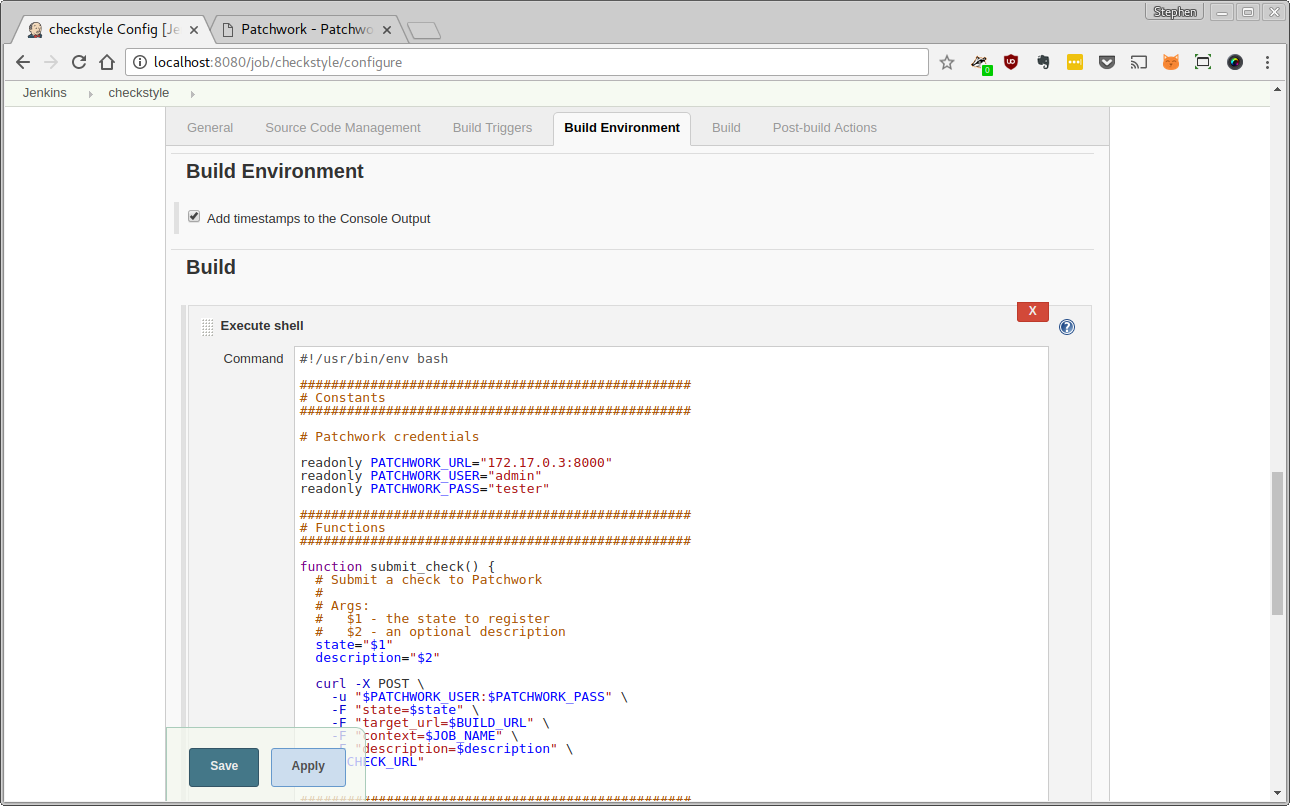 Stephen
checkstyle Config [Je
Patchwork - Patchwo
localhost:8080/job/checkstyle/configure
0
Jenkins
checkstyle
General
Source Code Management
Build Triggers
Build Environment
Build
Post-build Actions
Build Environment
Add timestamps to the Console Output
Build
X
Execute shell
?
Command
#!/usr/bin/env bash
##################################################
# Constants
##################################################
# Patchwork credentials
readonly PATCHWORK_URL="172.17.0.3:8000"
readonly PATCHWORK_USER="admin"
readonly PATCHWORK_PASS="tester"
##################################################
# Functions
##################################################
function submit_check() {
# Submit a check to Patchwork
#
# Args:
#   $1 - the state to register
#   $2 - an optional description
state="$1"
description="$2"
curl -X POST \
-u "$PATCHWORK_USER:$PATCHWORK_PASS" \
-F "state=$state" \
-F "target_url=$BUILD_URL" \
-F "context=$JOB_NAME" \
-F "description=$description" \
CHECK_URL"
##################################################
Save
Apply